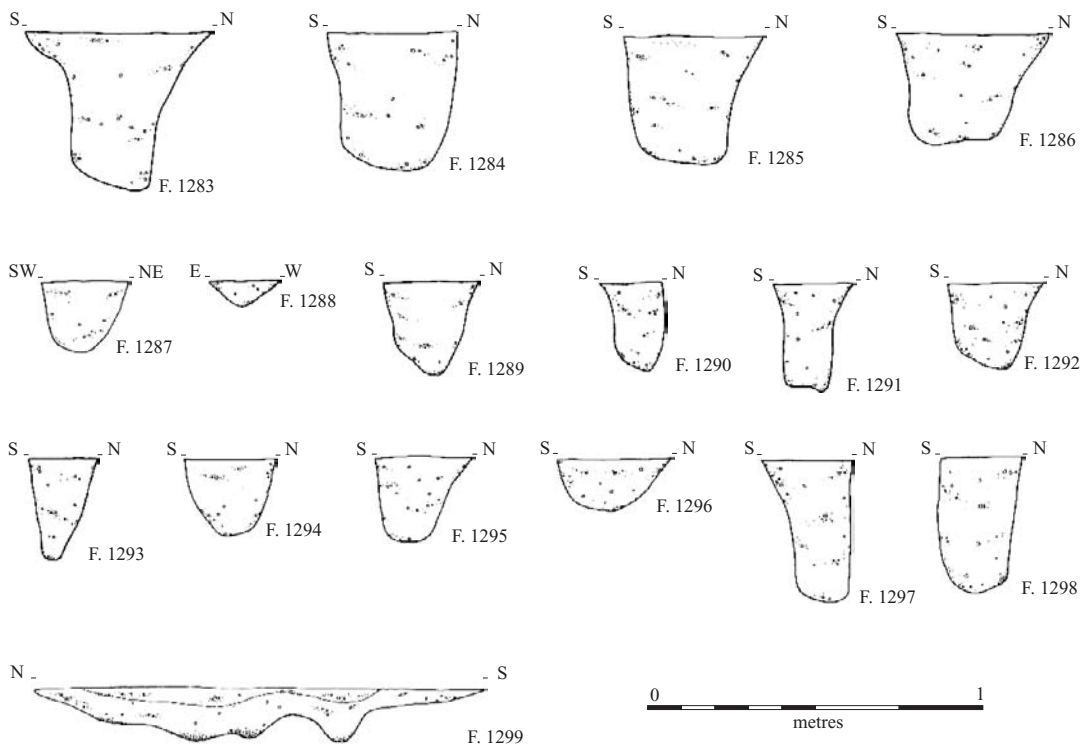 S N S N S N S N
F. 1283 F. 1284 F. 1285 F. 1286
SW NE E W S N S N S N S N
F. 1287 F. 1288 F. 1289 F. 1290 F. 1291 F. 1292
S N S N S N S N S N S N
F. 1293 F. 1294 F. 1295 F. 1296 F. 1297 F. 1298
N S
F. 1299
0 1
metres